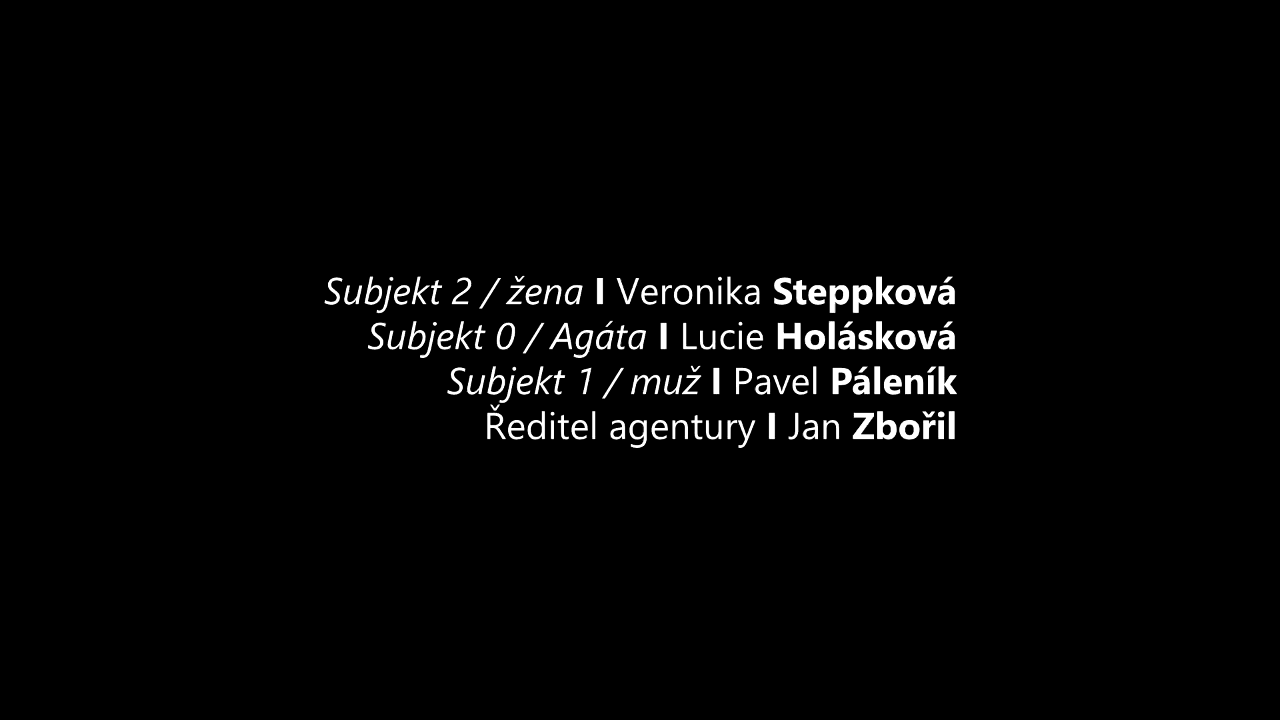 Subjekt 2 / žena I Veronika Steppková
Subjekt 0 / Agáta I Lucie Holásková
Subjekt 1 / muž I Pavel Páleník
Ředitel agentury I Jan Zbořil